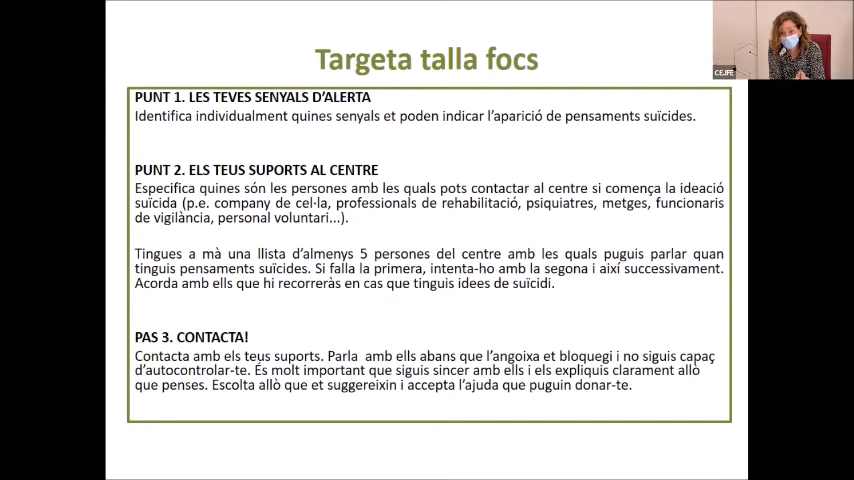 Targeta talla focs
CEJFE
PUNT 1. LES TEVES SENYALS D'ALERTA
Identifica individualment quines senyals et poden indicar l'aparició de pensaments suïcides.
PUNT 2. ELS TEUS SUPORTS AL CENTRE
Especifica quines són les persones amb les quals pots contactar al centre si comença la ideació
suïcida (p.e. company de cel·la, professionals de rehabilitació, psiquiatres, metges, funcionaris
de vigilància, personal voluntari...).
Tingues a mà una llista d'almenys 5 persones del centre amb les quals puguis parlar quan
tinguis pensaments suïcides. Si falla la primera, intenta-ho amb la segona i així successivament.
Acorda amb ells que hi recorreràs en cas que tinguis idees de suïcidi.
PAS 3. CONTACTA!
Contacta amb els teus suports. Parla amb ells abans que l'angoixa et bloquegi i no siguis capaç
d'autocontrolar-te. És molt important que siguis sincer amb ells i els expliquis clarament allò
que penses. Escolta allò que et suggereixin i accepta l'ajuda que puguin donar-te.